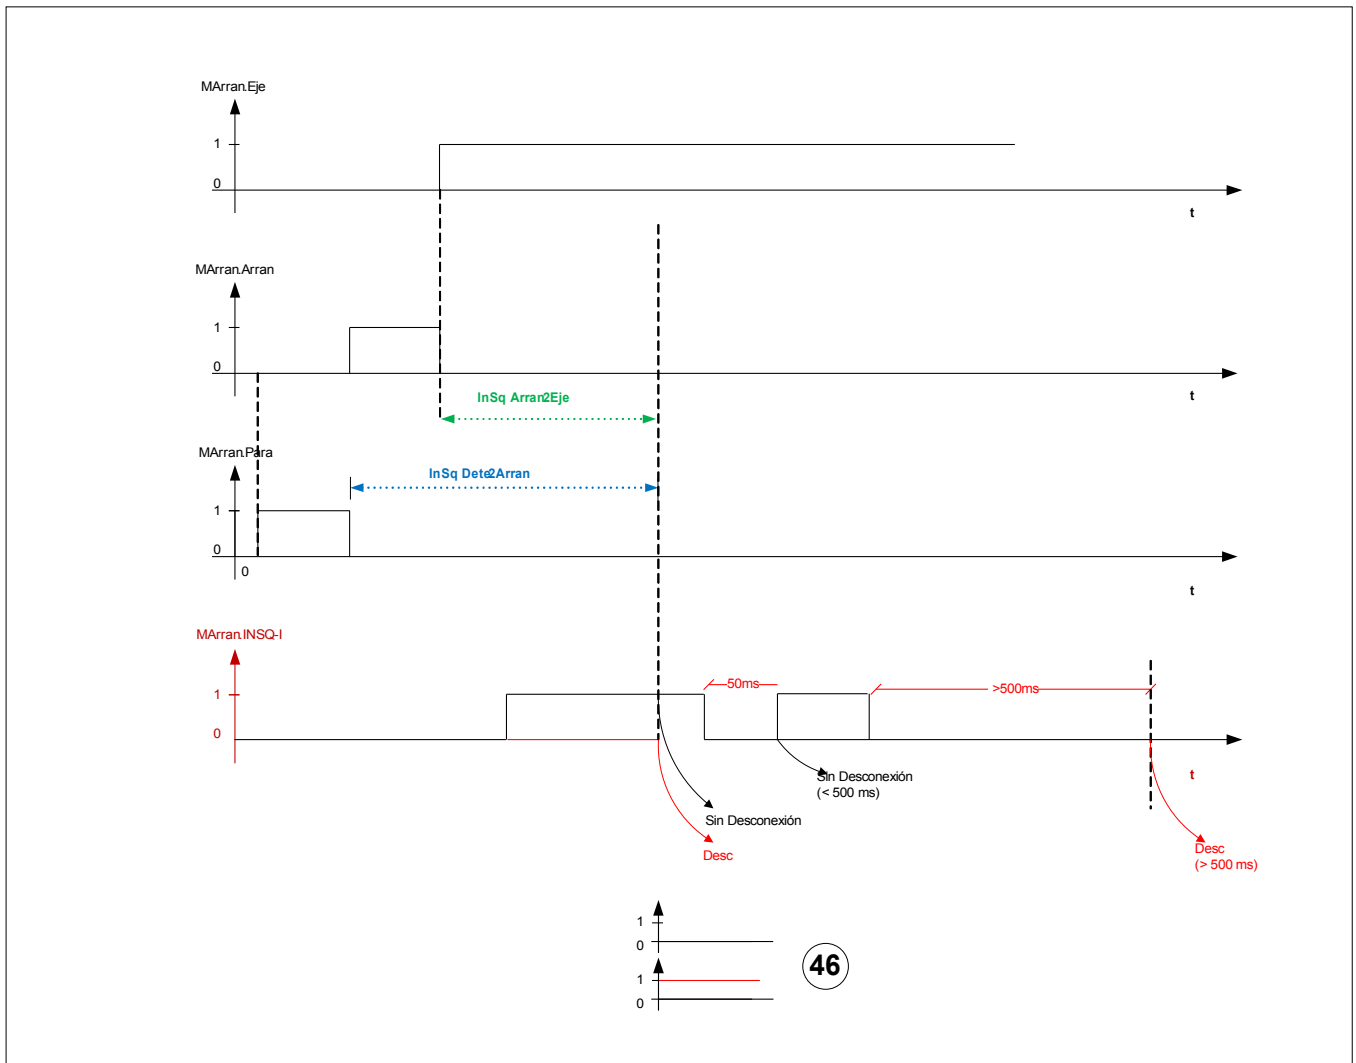 MArran.Eje
1
0
t
MArran.Arran
1
0
t
InSq Arran2Eje
MArran.Para
InSq Dete2Arran
1
0
0
t
MArran.INSQ-I
1
50ms
>500ms
0
t
Sin Desconexión
(< 500 ms)
Sin Desconexión
Desc
Desc
(> 500 ms)
1
0
46
1
0